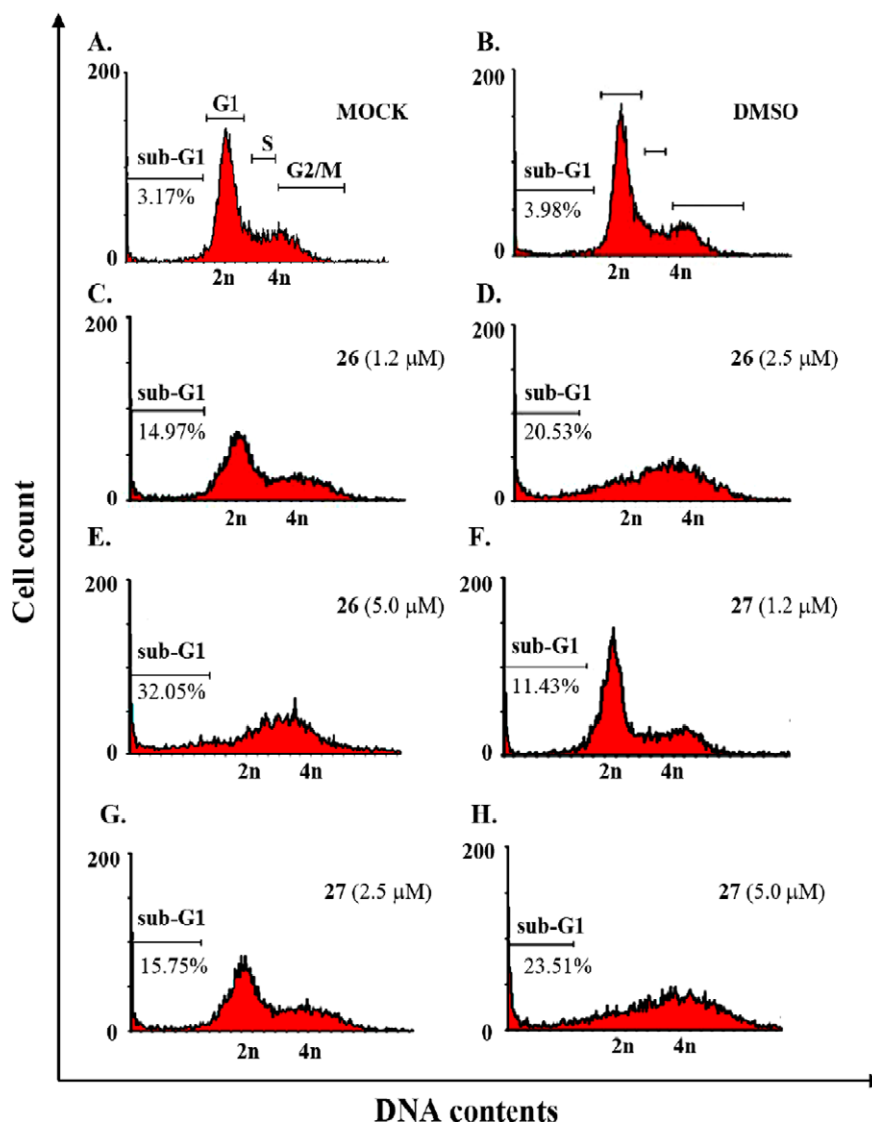 A.
200
G1
MOCK
S
sub-G1
G2/M
3.17%
0
2n 4n
B.
200
DMSO
sub-G1
3.98%
0
2n 4n
C.
200
26 (1.2 μM)
sub-G1
14.97%
0
2n 4n
D.
200
26 (2.5 μM)
sub-G1
20.53%
0
2n 4n
E.
200
26 (5.0 μM)
sub-G1
32.05%
0
2n 4n
F.
200
27 (1.2 μM)
sub-G1
11.43%
0
2n 4n
G.
200
27 (2.5 μM)
sub-G1
15.75%
0
2n 4n
H.
200
27 (5.0 μM)
sub-G1
23.51%
0
2n 4n
Cell count
DNA contents